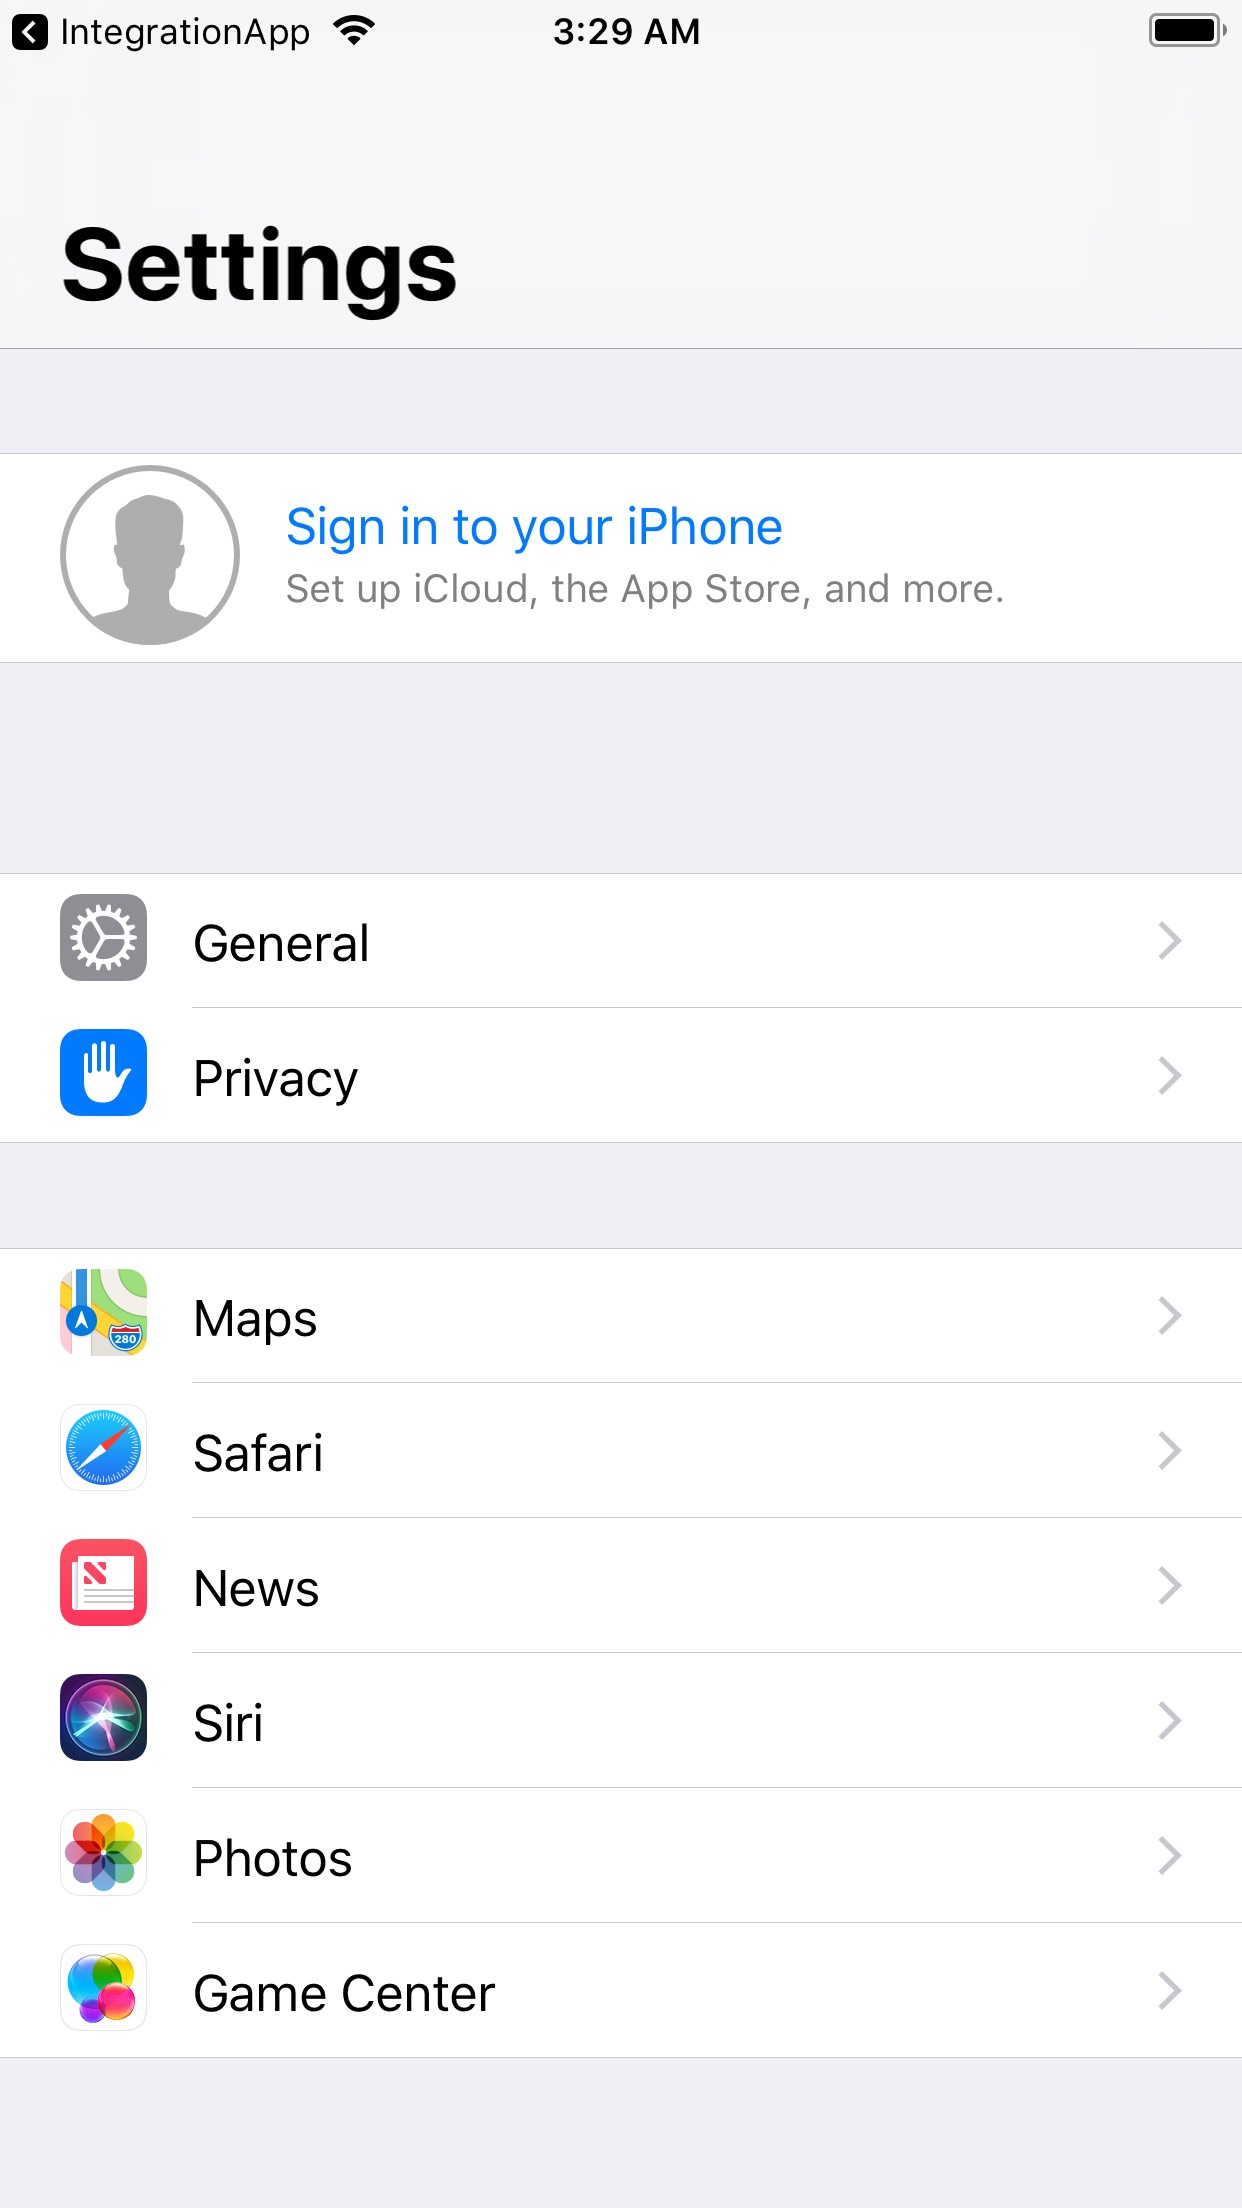 IntegrationApp 3:29 AM
Settings
Sign in to your iPhone
Set up iCloud, the App Store, and more.
General
Privacy
280
Maps
Safari
News
Siri
Photos
Game Center